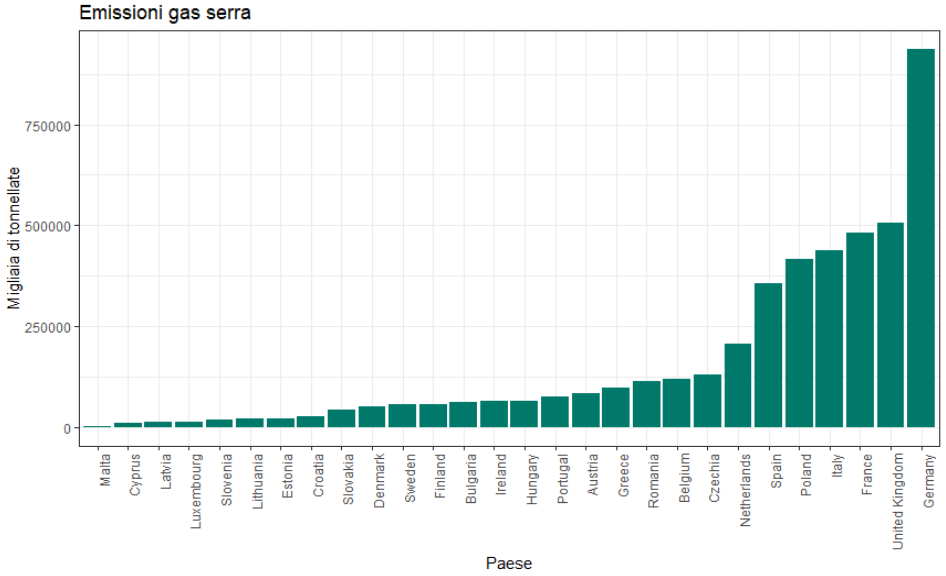 Emissioni gas serra
Migliaia di tonnellate
750000
500000
250000
0
Malta
Cyprus
Latvia
Luxembourg
Slovenia
Lithuania
Estonia
Croatia
Slovakia
Denmark
Sweden
Finland
Bulgaria
Ireland
Hungary
Portugal
Austria
Greece
Romania
Belgium
Czechia
Netherlands
Spain
Poland
Italy
France
United Kingdom
Germany
Paese